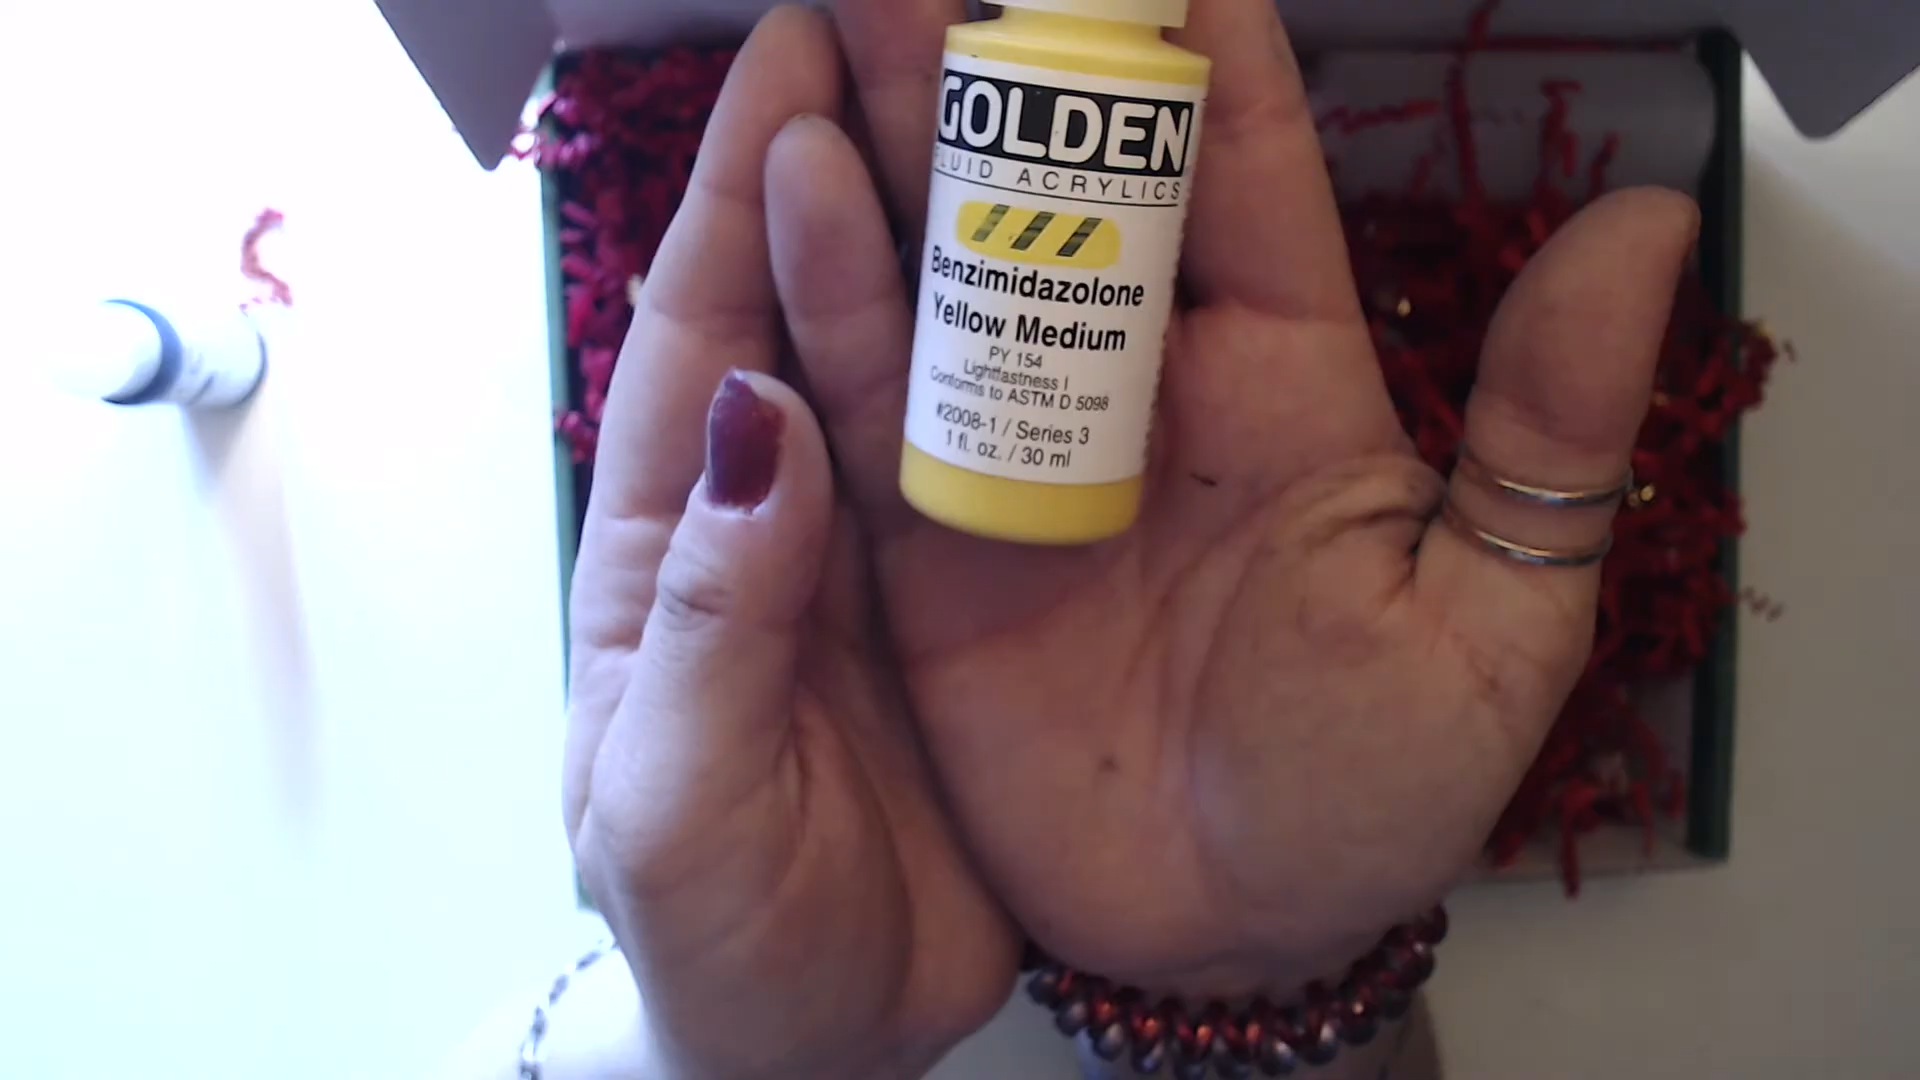 GOLDEN
FLUID ACRYLICS
Benzimidazolone
Yellow Medium
PY 154
Lightfastness I
Conforms to ASTM D 5098
#2008-1 / Series 3
1 fl. oz. / 30 ml